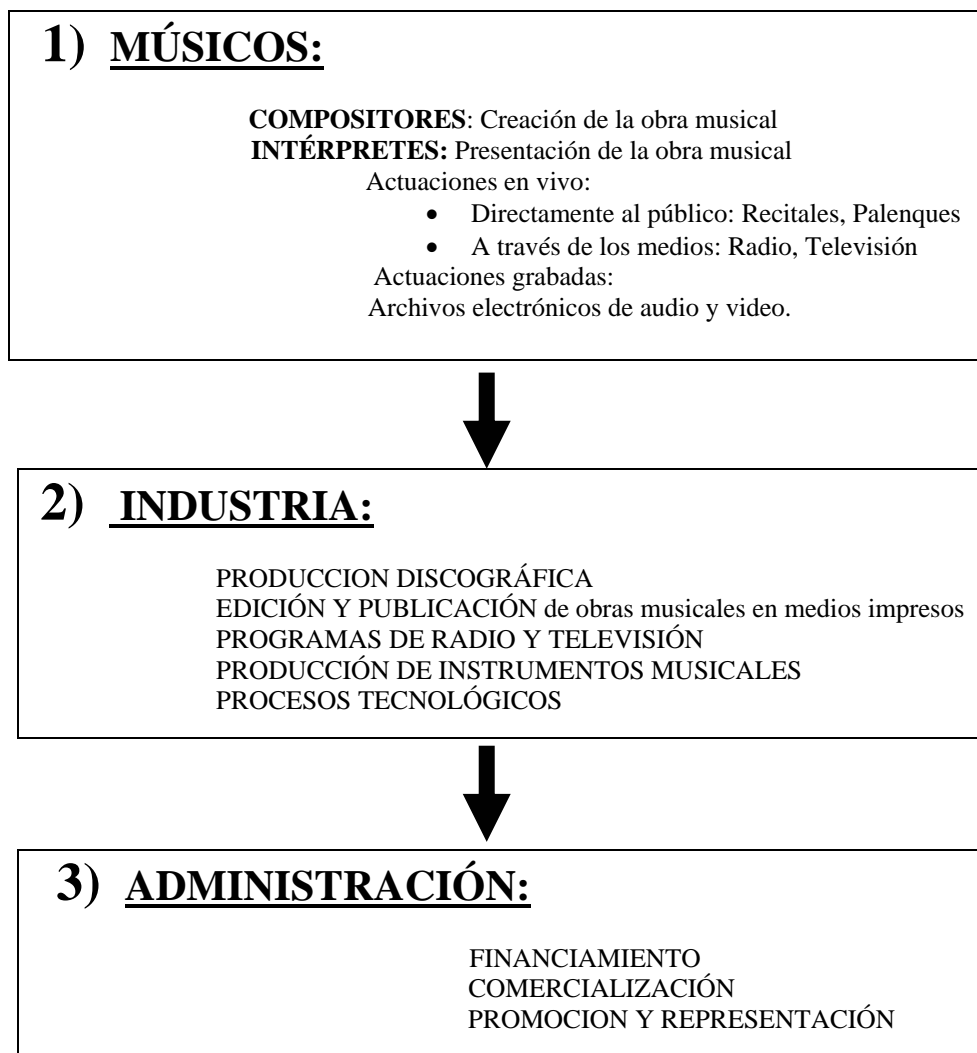 1) MÚSICOS:
COMPOSITORES: Creación de la obra musical
INTÉRPRETES: Presentación de la obra musical
Actuaciones en vivo:
• Directamente al público: Recitales, Palenques
• A través de los medios: Radio, Televisión
Actuaciones grabadas:
Archivos electrónicos de audio y video.
2) INDUSTRIA:
PRODUCCION DISCOGRÁFICA
EDICIÓN Y PUBLICACIÓN de obras musicales en medios impresos
PROGRAMAS DE RADIO Y TELEVISIÓN
PRODUCCIÓN DE INSTRUMENTOS MUSICALES
PROCESOS TECNOLÓGICOS
3) ADMINISTRACIÓN:
FINANCIAMIENTO
COMERCIALIZACIÓN
PROMOCION Y REPRESENTACIÓN